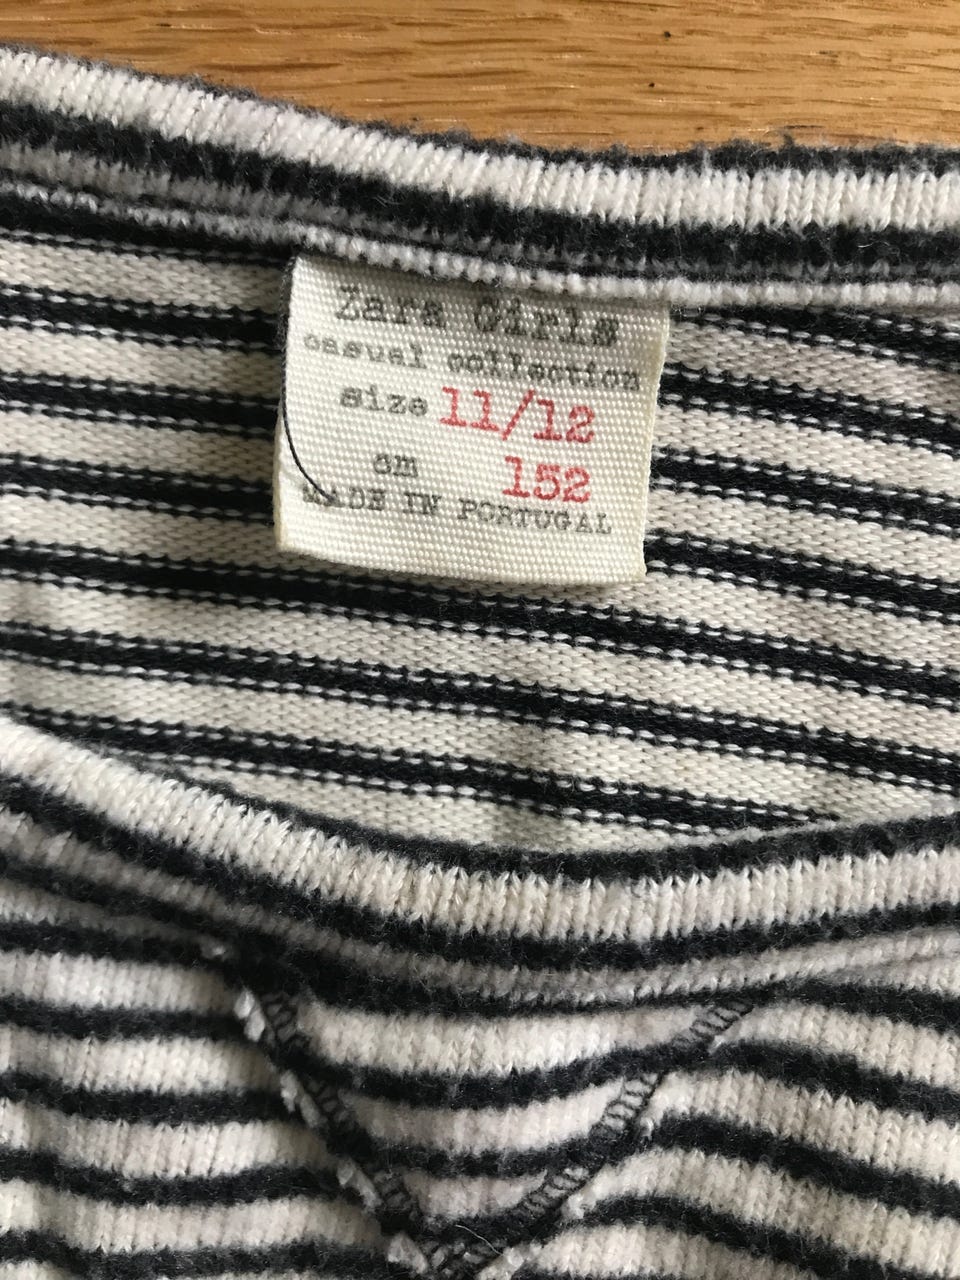 Zara Girls
casual collection
size 11/12
cm 152
MADE IN PORTUGAL